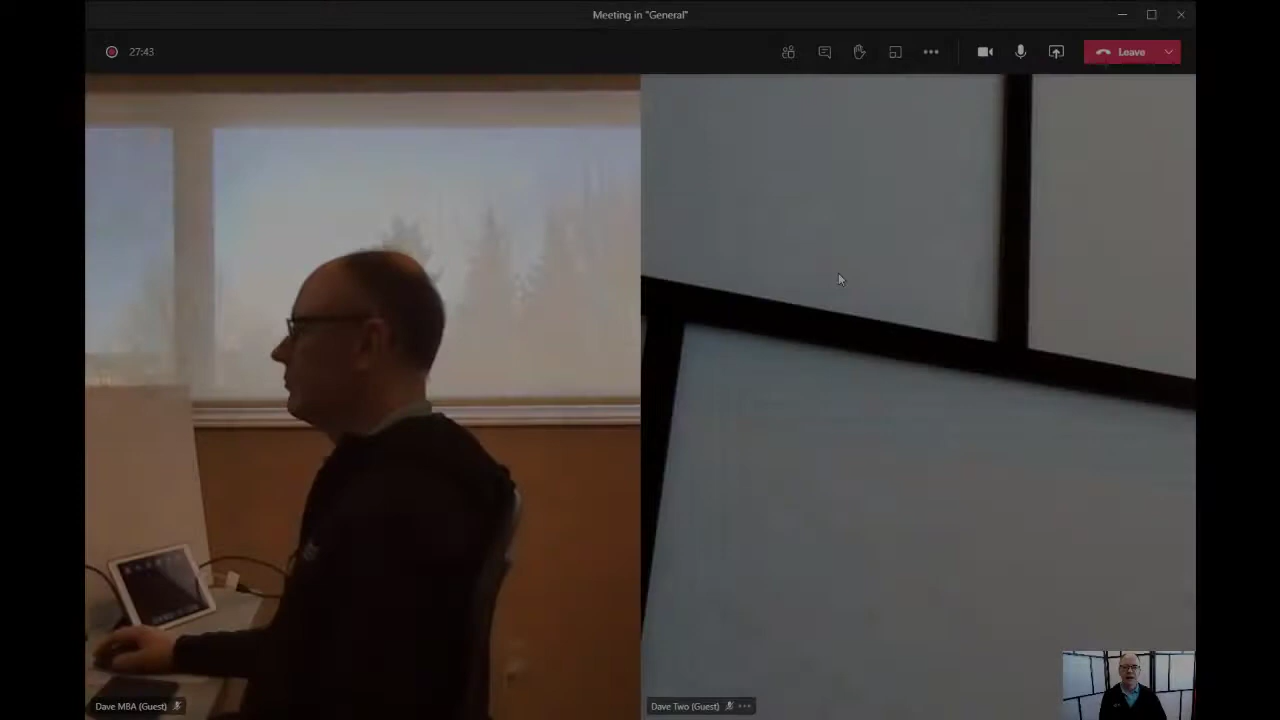 Meeting in "General"
27:43
Leave
Dave MBA (Guest)
Dave Two (Guest)